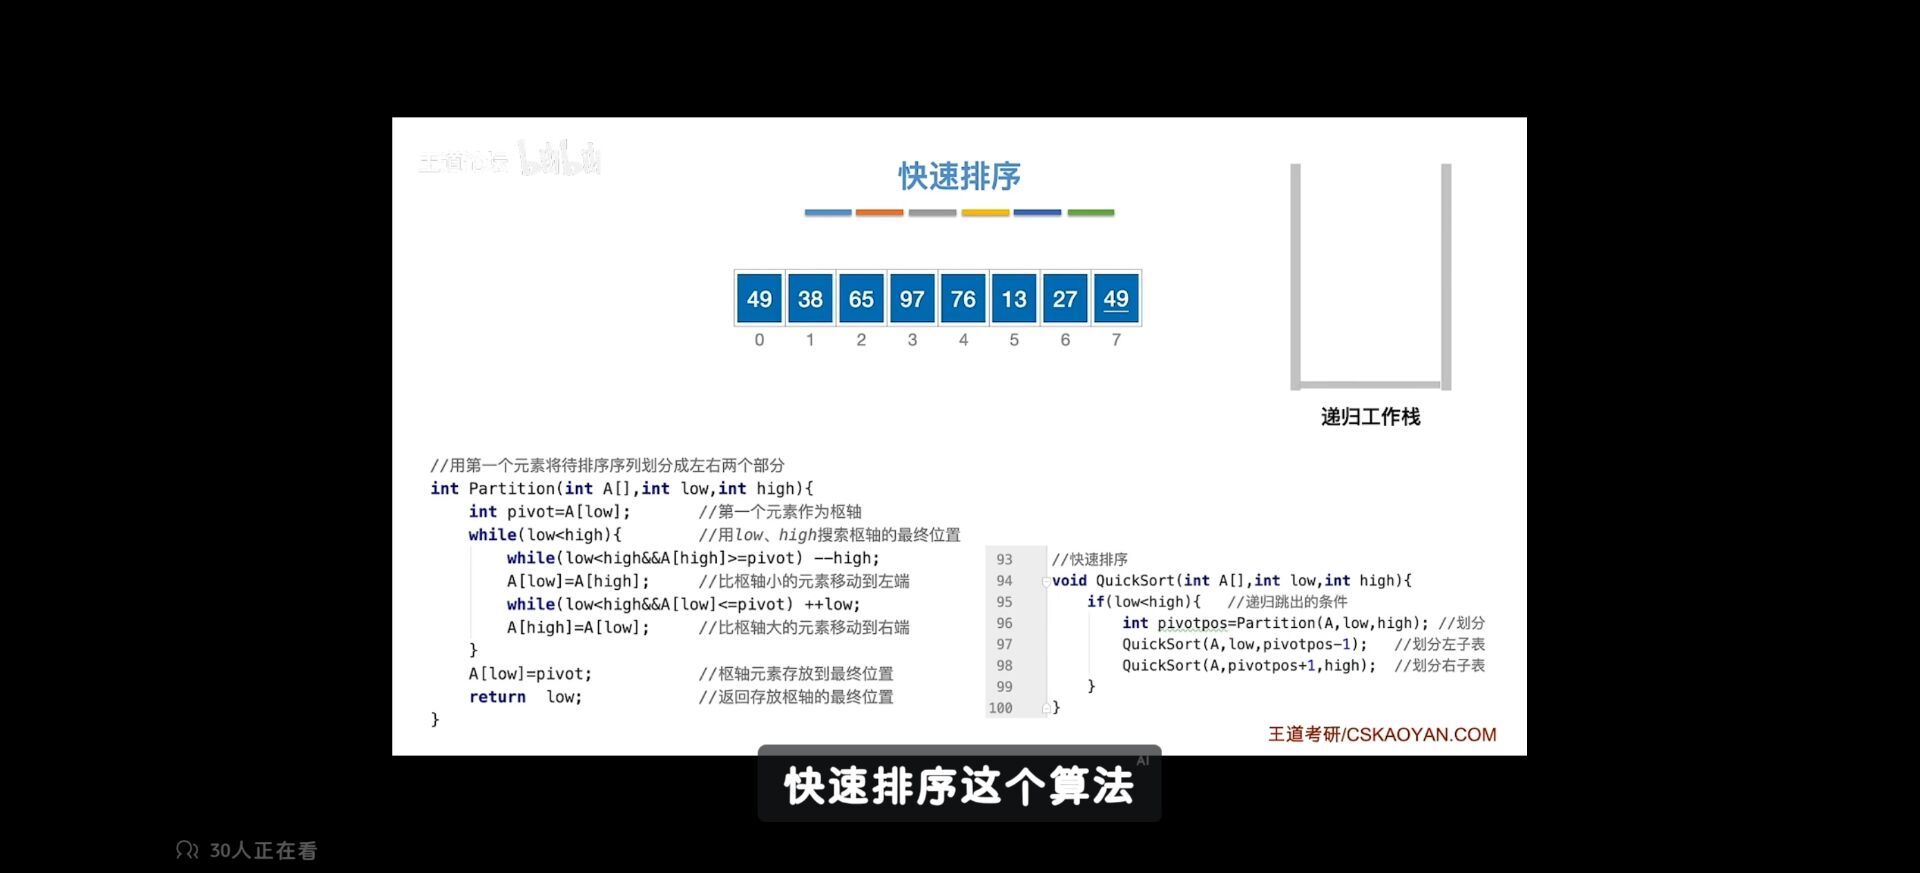 王道论坛 bilibili
快速排序
49 38 65 97 76 13 27 49
0 1 2 3 4 5 6 7
递归工作栈
//用第一个元素将待排序序列划分成左右两个部分
int Partition(int A[],int low,int high){
int pivot=A[low]; //第一个元素作为枢轴
while(low<high){ //用low、high搜索枢轴的最终位置
while(low<high&&A[high]>=pivot) --high;
A[low]=A[high]; //比枢轴小的元素移动到左端
while(low<high&&A[low]<=pivot) ++low;
A[high]=A[low]; //比枢轴大的元素移动到右端
}
A[low]=pivot; //枢轴元素存放到最终位置
return low; //返回存放枢轴的最终位置
}
93 //快速排序
94 void QuickSort(int A[],int low,int high){
95 if(low<high){ //递归跳出的条件
96 int pivotpos=Partition(A,low,high); //划分
97 QuickSort(A,low,pivotpos-1); //划分左子表
98 QuickSort(A,pivotpos+1,high); //划分右子表
99 }
100 }
王道考研/CSKAOYAN.COM
AI
快速排序这个算法
30人正在看